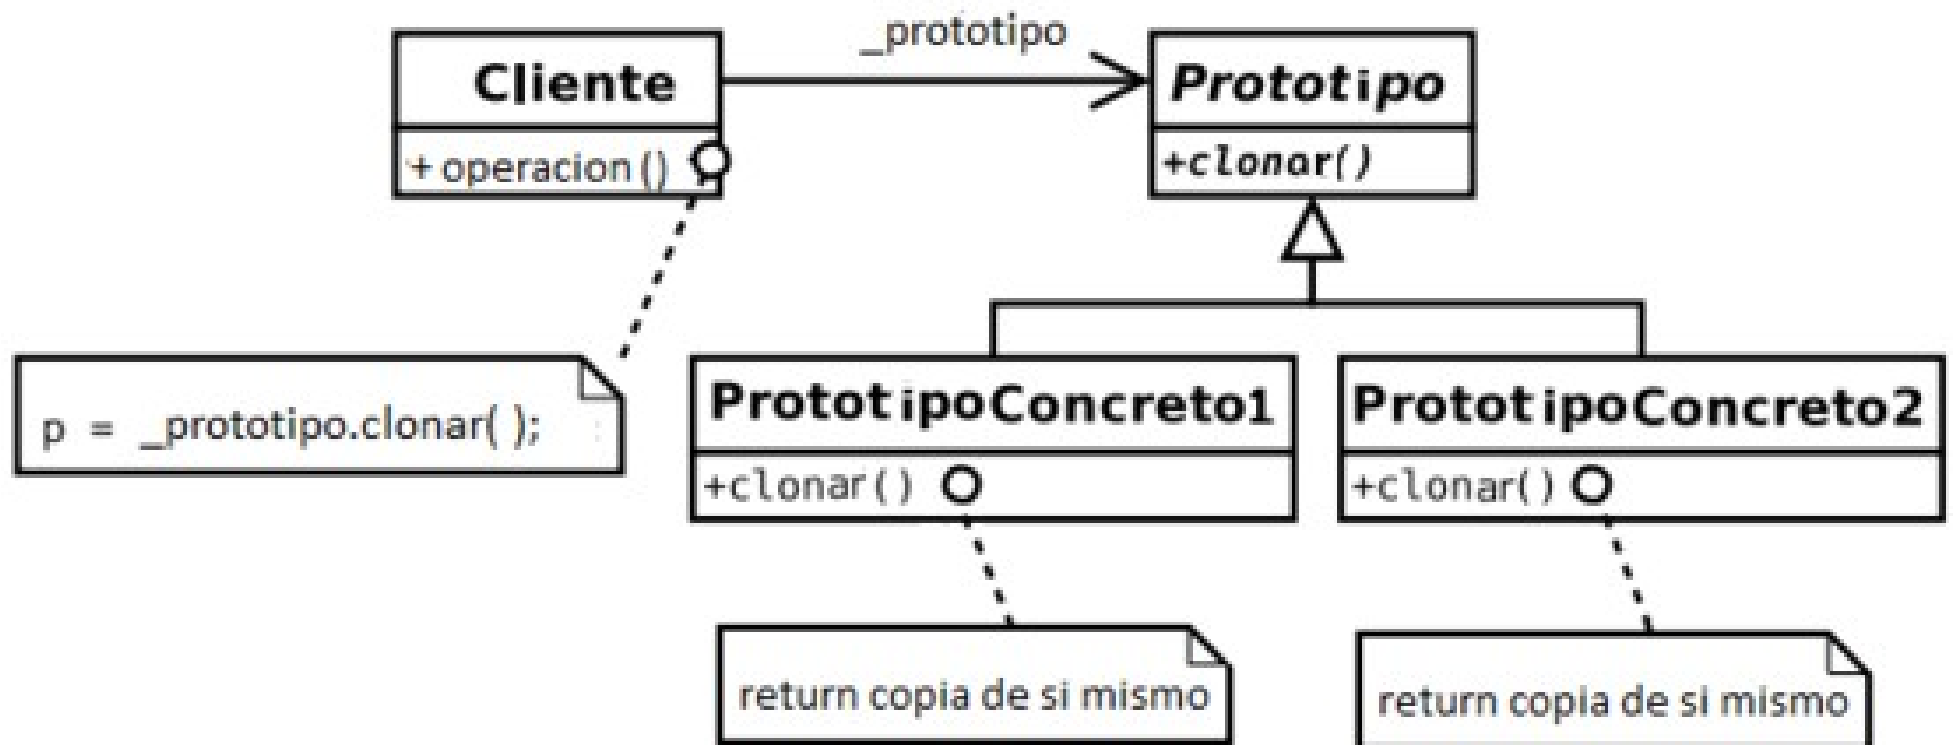 _prototipo
Cliente
+ operacion ()
Prototipo
+clonar()
p = _prototipo.clonar( );
PrototipoConcreto1
+clonar()
PrototipoConcreto2
+clonar()
return copia de si mismo
return copia de si mismo